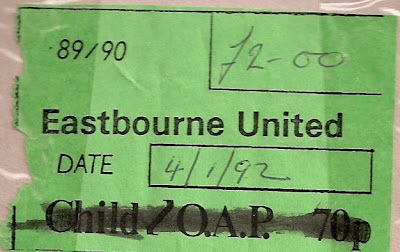 89/90
£2-00
Eastbourne United
DATE 4/1/92
Child / O.A.P. 70p